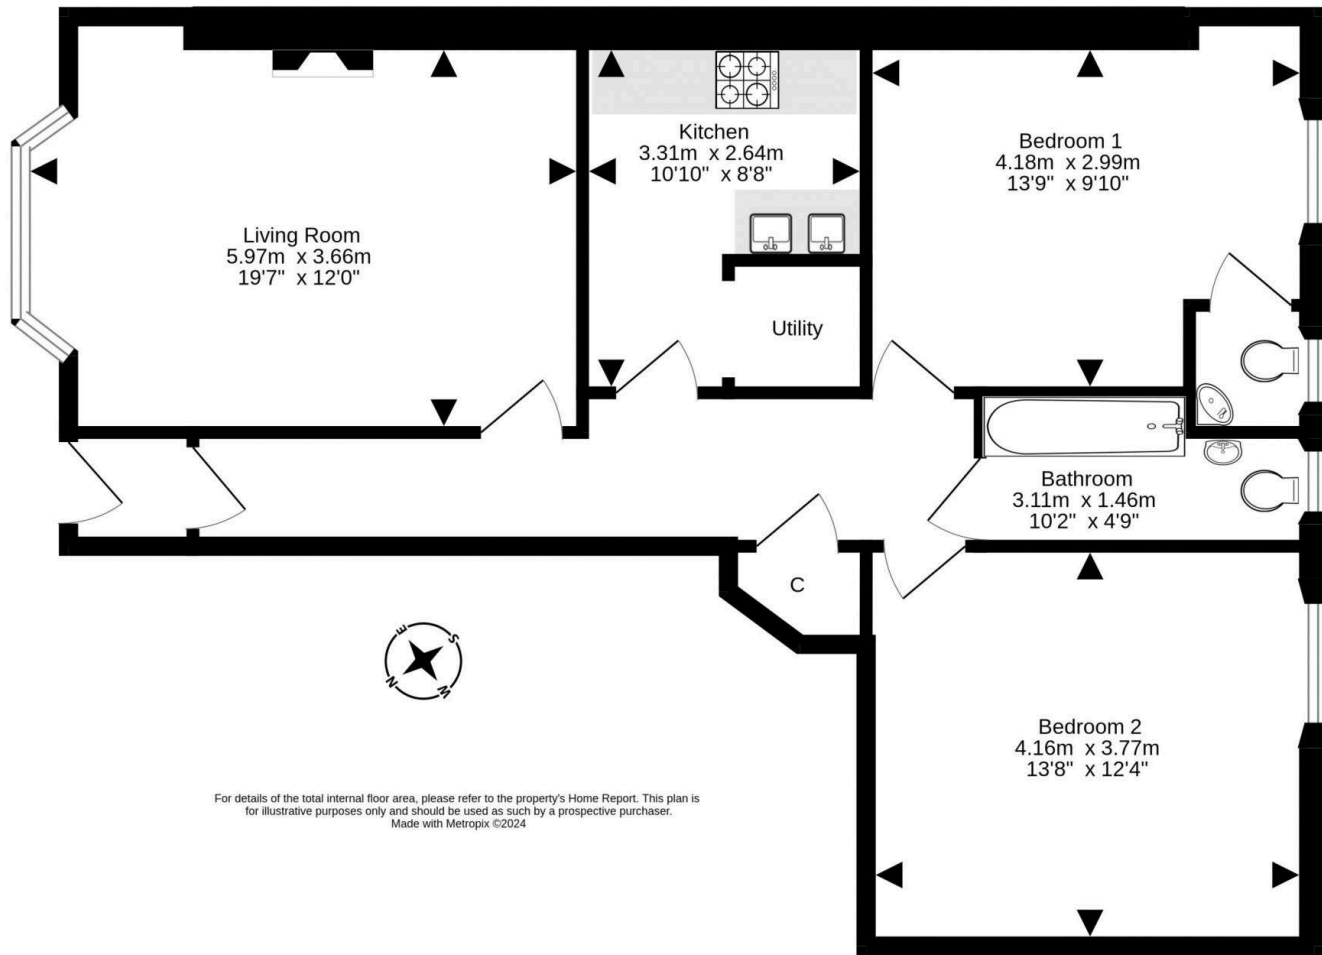 Kitchen
3.31m x 2.64m
10'10" x 8'8"
Bedroom 1
4.18m x 2.99m
13'9" x 9'10"
Living Room
5.97m x 3.66m
19'7" x 12'0"
Utility
Bathroom
3.11m x 1.46m
10'2" x 4'9"
C
E
S
N
W
Bedroom 2
4.16m x 3.77m
13'8" x 12'4"
For details of the total internal floor area, please refer to the property's Home Report. This plan is
for illustrative purposes only and should be used as such by a prospective purchaser.
Made with Metropix ©2024